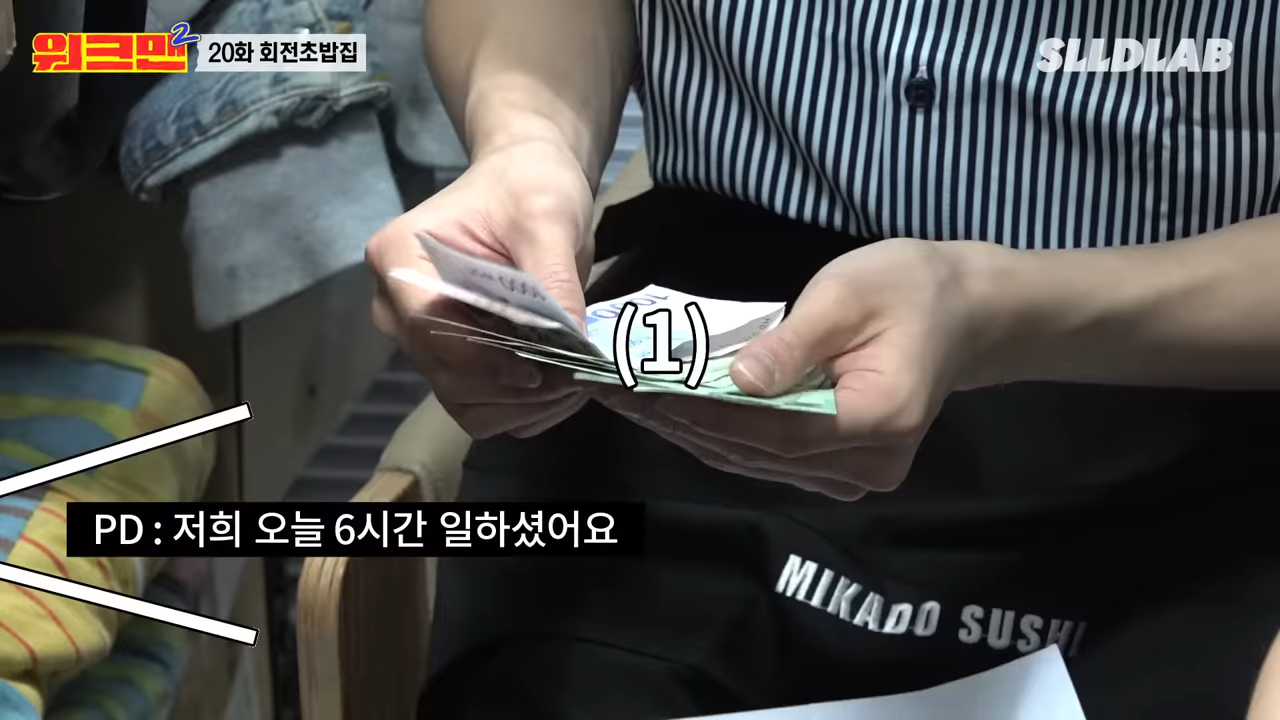 워크맨2
20화 회전초밥집
SLLDLAB
(1)
PD : 저희 오늘 6시간 일하셨어요
MIKADO SUSHI